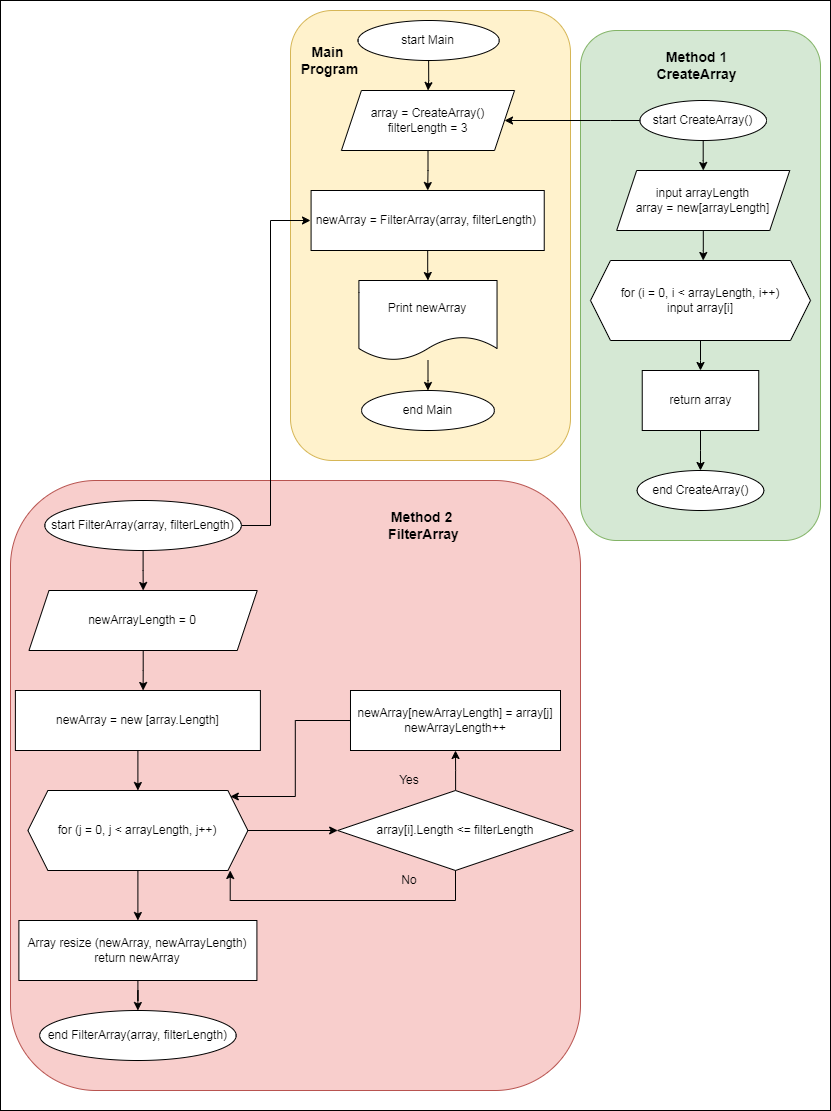 Main
Program
start Main
array = CreateArray()
filterLength = 3
newArray = FilterArray(array, filterLength)
Print newArray
end Main
Method 1
CreateArray
start CreateArray()
input arrayLength
array = new[arrayLength]
for (i = 0, i < arrayLength, i++)
input array[i]
return array
end CreateArray()
Method 2
FilterArray
start FilterArray(array, filterLength)
newArrayLength = 0
newArray = new [array.Length]
for (j = 0, j < arrayLength, j++)
array[i].Length <= filterLength
Yes
newArray[newArrayLength] = array[j]
newArrayLength++
No
Array resize (newArray, newArrayLength)
return newArray
end FilterArray(array, filterLength)